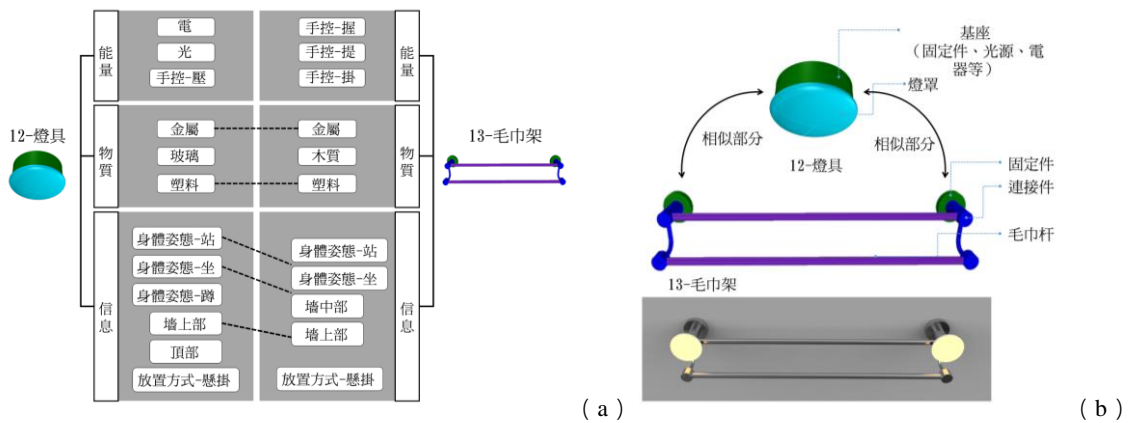 12-燈具
能量
電
光
手控-壓
手控-握
手控-提
手控-掛
能量
物質
金屬
玻璃
塑料
金屬
木質
塑料
物質
信息
身體姿態-站
身體姿態-坐
身體姿態-蹲
墻上部
頂部
放置方式-懸掛
身體姿態-站
身體姿態-坐
墻中部
墻上部
放置方式-懸掛
信息
13-毛巾架
(a)
基座
(固定件、光源、電
器等)
燈罩
相似部分
相似部分
12-燈具
固定件
連接件
毛巾杆
13-毛巾架
(b)